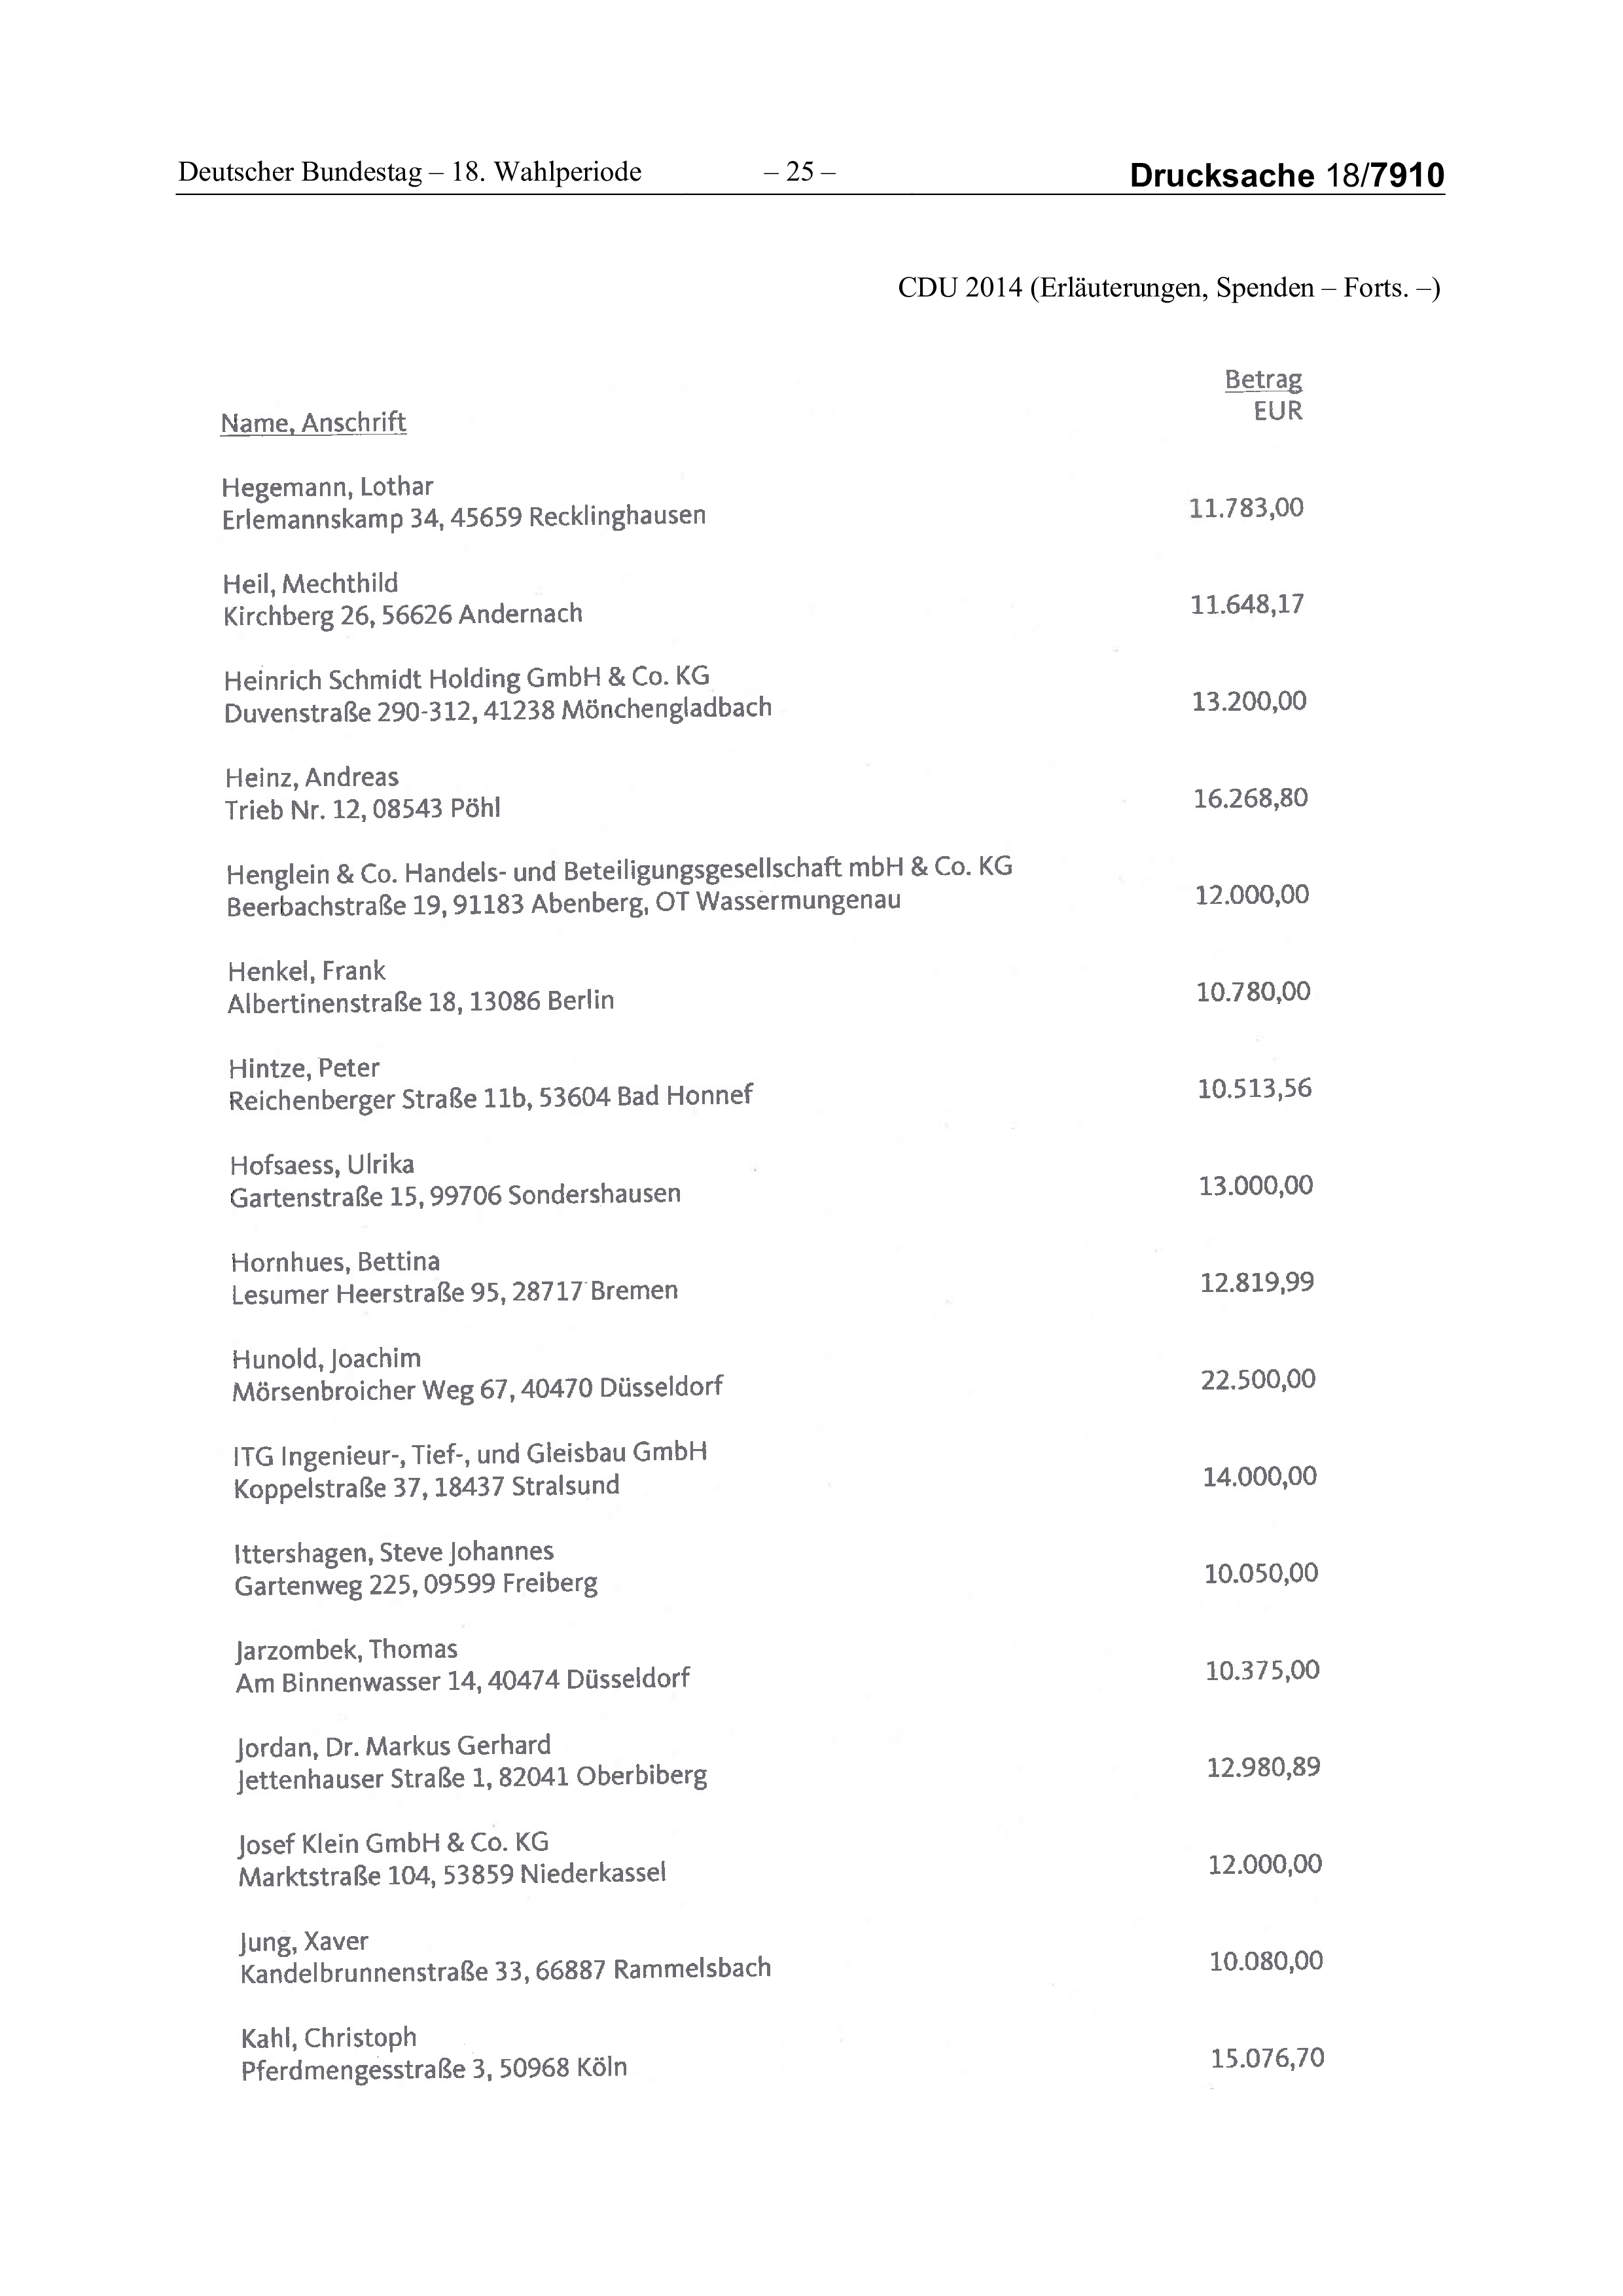 Deutscher Bundestag – 18. Wahlperiode – 25 – Drucksache 18/7910
CDU 2014 (Erläuterungen, Spenden – Forts. –)
Betrag
EUR
Name, Anschrift
Hegemann, Lothar
Erlemannskamp 34, 45659 Recklinghausen 11.783,00
Heil, Mechthild
Kirchberg 26, 56626 Andernach 11.648,17
Heinrich Schmidt Holding GmbH & Co. KG
Duvenstraße 290-312, 41238 Mönchengladbach 13.200,00
Heinz, Andreas
Trieb Nr. 12, 08543 Pöhl 16.268,80
Henglein & Co. Handels- und Beteiligungsgesellschaft mbH & Co. KG
Beerbachstraße 19, 91183 Abenberg, OT Wassermungenau 12.000,00
Henkel, Frank
Albertinenstraße 18, 13086 Berlin 10.780,00
Hintze, Peter
Reichenberger Straße 11b, 53604 Bad Honnef 10.513,56
Hofsaess, Ulrika
Gartenstraße 15, 99706 Sondershausen 13.000,00
Hornhues, Bettina
Lesumer Heerstraße 95, 28717 Bremen 12.819,99
Hunold, Joachim
Mörsenbroicher Weg 67, 40470 Düsseldorf 22.500,00
ITG Ingenieur-, Tief-, und Gleisbau GmbH
Koppelstraße 37, 18437 Stralsund 14.000,00
Ittershagen, Steve Johannes
Gartenweg 225, 09599 Freiberg 10.050,00
Jarzombek, Thomas
Am Binnenwasser 14, 40474 Düsseldorf 10.375,00
Jordan, Dr. Markus Gerhard
Jettenhauser Straße 1, 82041 Oberbiberg 12.980,89
Josef Klein GmbH & Co. KG
Marktstraße 104, 53859 Niederkassel 12.000,00
Jung, Xaver
Kandelbrunnenstraße 33, 66887 Rammelsbach 10.080,00
Kahl, Christoph
Pferdmengesstraße 3, 50968 Köln 15.076,70